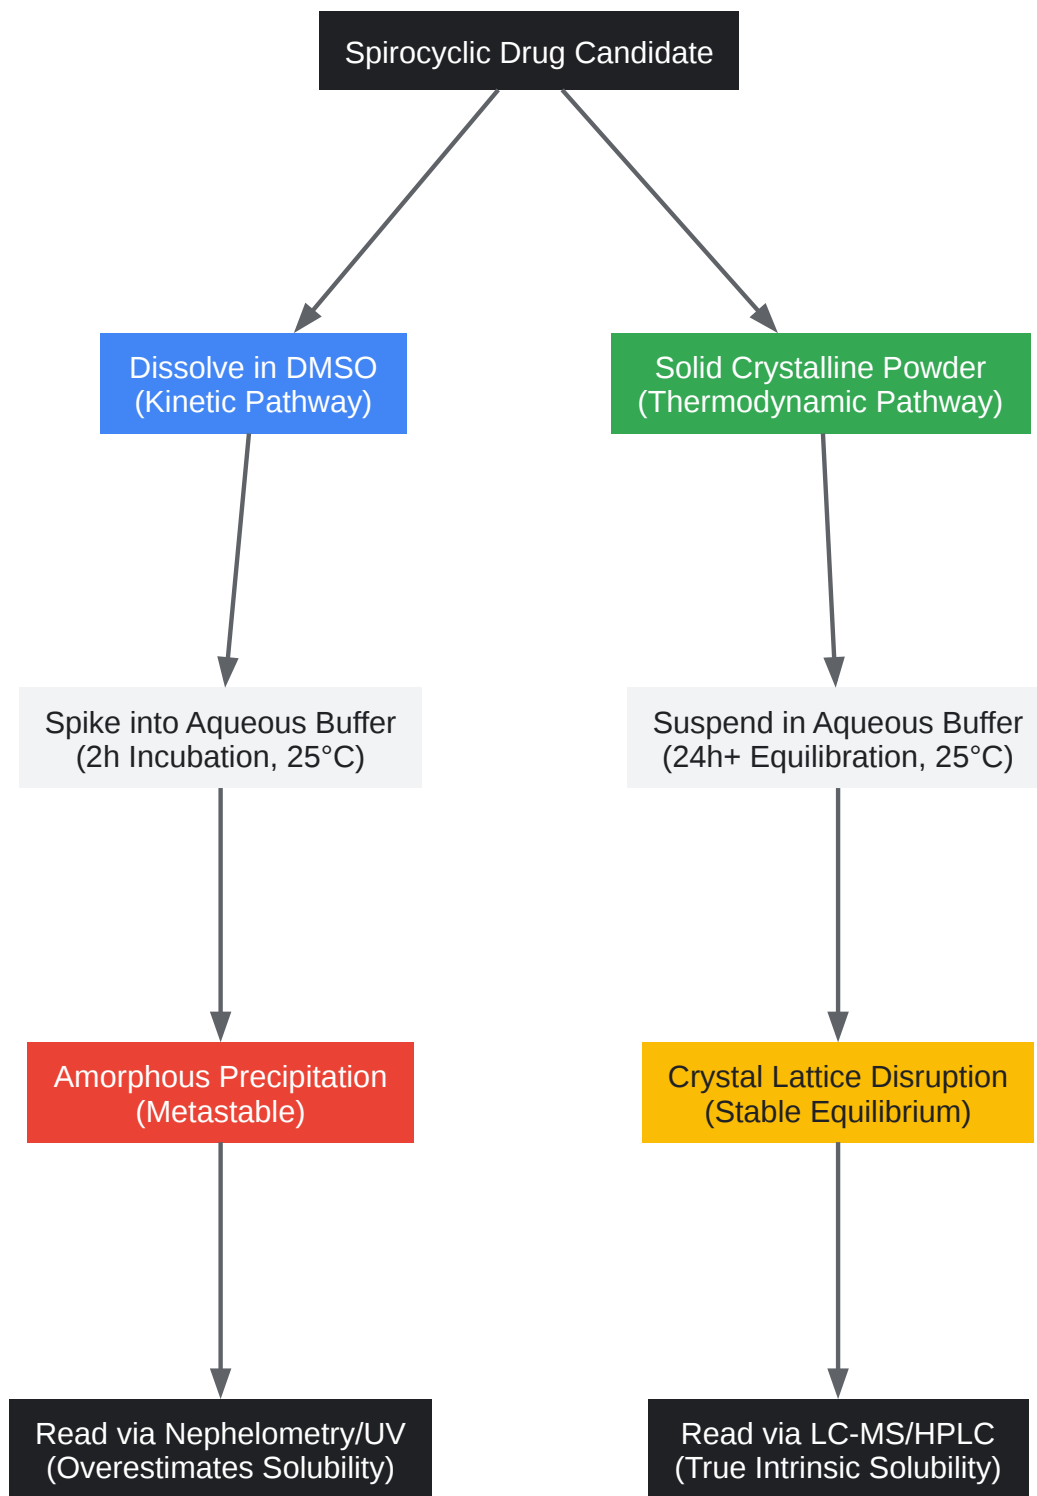 Spirocyclic Drug Candidate
Dissolve in DMSO
(Kinetic Pathway)
Solid Crystalline Powder
(Thermodynamic Pathway)
Spike into Aqueous Buffer
(2h Incubation, 25°C)
Suspend in Aqueous Buffer
(24h+ Equilibration, 25°C)
Amorphous Precipitation
(Metastable)
Crystal Lattice Disruption
(Stable Equilibrium)
Read via Nephelometry/UV
(Overestimates Solubility)
Read via LC-MS/HPLC
(True Intrinsic Solubility)